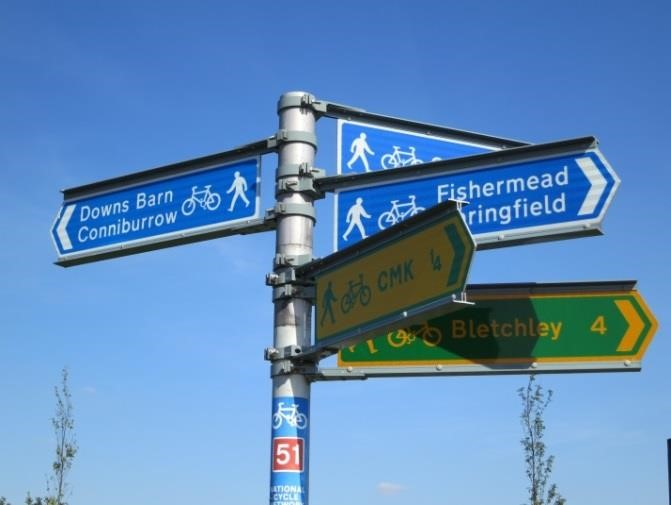 Downs Barn
Conniburrow
Fishermead
CMK ¼
Bletchley 4
51
NATIONAL
CYCLE